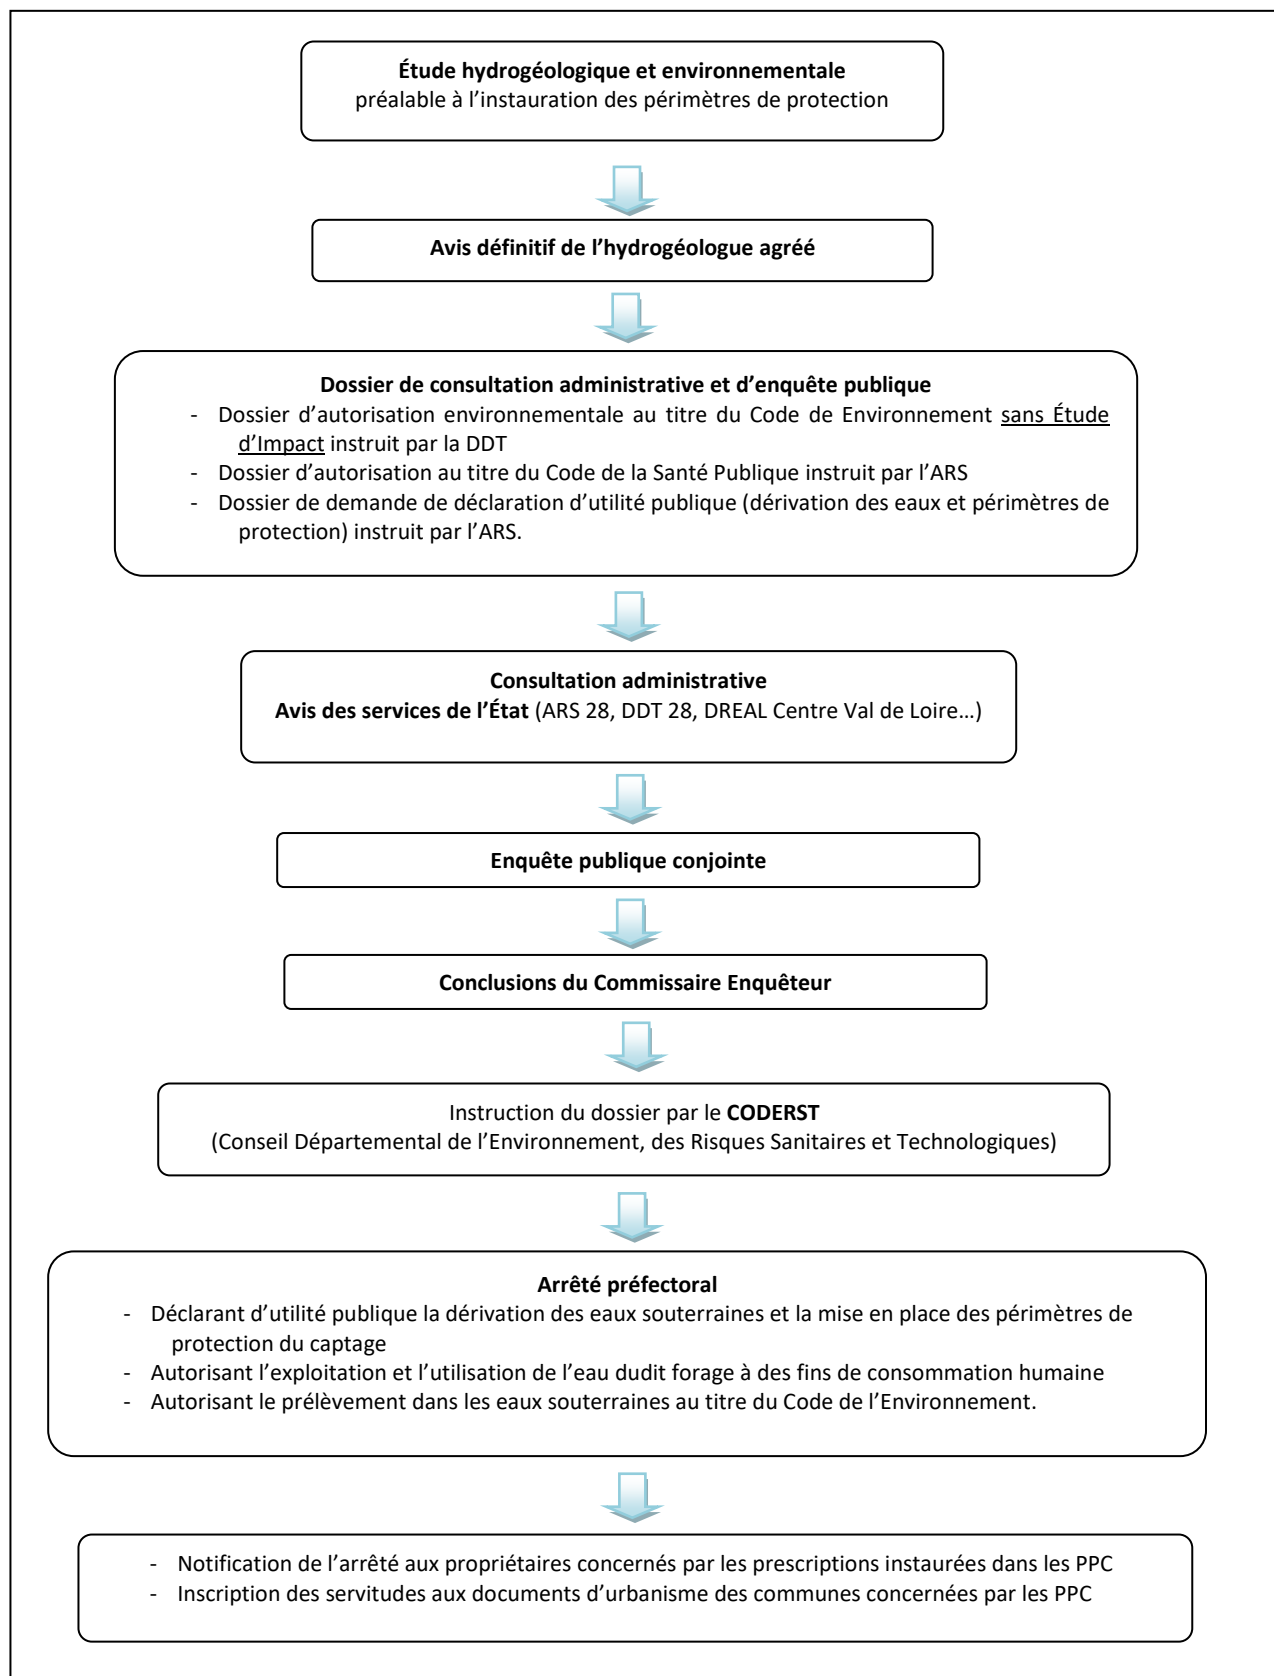 Étude hydrogéologique et environnementale
préalable à l’instauration des périmètres de protection
Avis définitif de l’hydrogéologue agréé
Dossier de consultation administrative et d’enquête publique
- Dossier d’autorisation environnementale au titre du Code de Environnement sans Étude
d’Impact instruit par la DDT
- Dossier d’autorisation au titre du Code de la Santé Publique instruit par l’ARS
- Dossier de demande de déclaration d’utilité publique (dérivation des eaux et périmètres de
protection) instruit par l’ARS.
Consultation administrative
Avis des services de l’État (ARS 28, DDT 28, DREAL Centre Val de Loire…)
Enquête publique conjointe
Conclusions du Commissaire Enquêteur
Instruction du dossier par le CODERST
(Conseil Départemental de l’Environnement, des Risques Sanitaires et Technologiques)
Arrêté préfectoral
- Déclarant d’utilité publique la dérivation des eaux souterraines et la mise en place des périmètres de
protection du captage
- Autorisant l’exploitation et l’utilisation de l’eau dudit forage à des fins de consommation humaine
- Autorisant le prélèvement dans les eaux souterraines au titre du Code de l’Environnement.
- Notification de l’arrêté aux propriétaires concernés par les prescriptions instaurées dans les PPC
- Inscription des servitudes aux documents d’urbanisme des communes concernées par les PPC